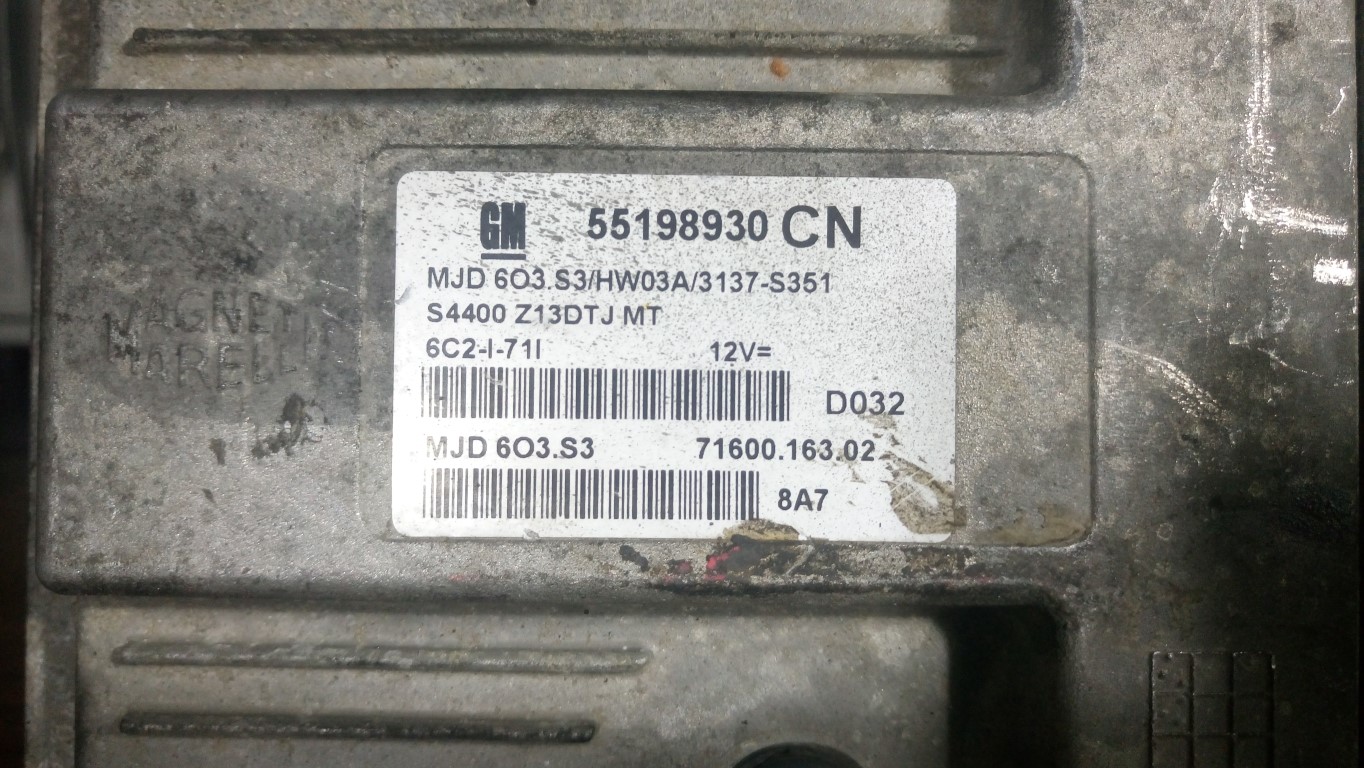 GM 55198930 CN
MJD 6O3.S3/HW03A/3137-S351
S4400 Z13DTJ MT
6C2-I-71I 12V=
D032
MJD 6O3.S3 71600.163.02
8A7
MAGNETI
MARELLI